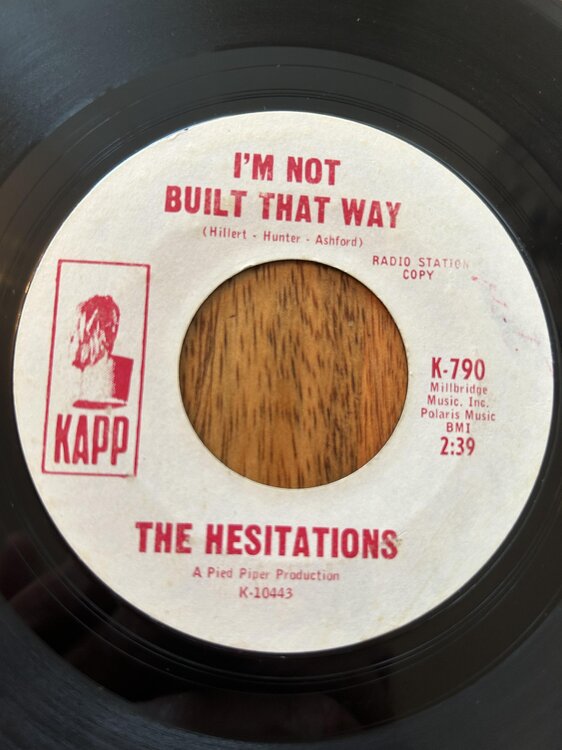 I'M NOT
BUILT THAT WAY
(Hillert - Hunter - Ashford)
RADIO STATION
COPY
KAPP
K-790
Millbridge
Music, Inc.
Polaris Music
BMI
2:39
THE HESITATIONS
A Pied Piper Production
K-10443